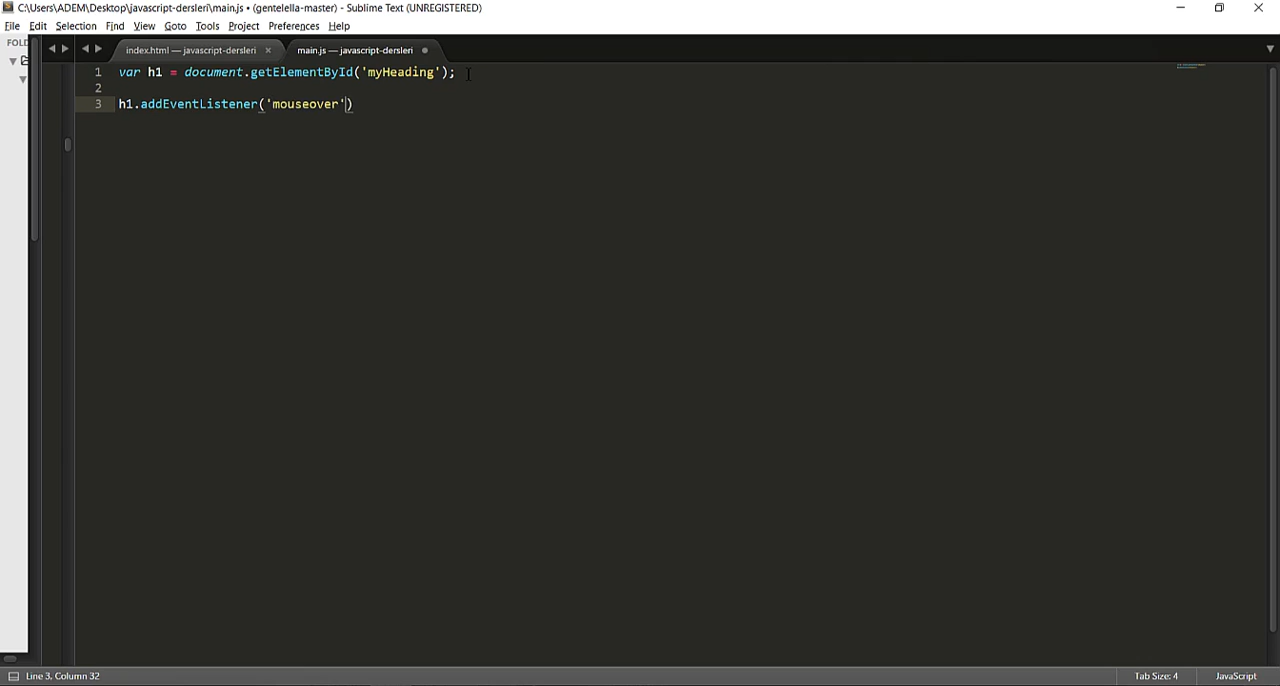 C:\Users\ADEM\Desktop\javascript-dersleri\main.js • (gentelella-master) - Sublime Text (UNREGISTERED)
File Edit Selection Find View Goto Tools Project Preferences Help
FOLD
index.html — javascript-dersleri × main.js — javascript-dersleri
1 var h1 = document.getElementById('myHeading');
2
3 h1.addEventListener('mouseover')
Line 3, Column 32 Tab Size: 4 JavaScript